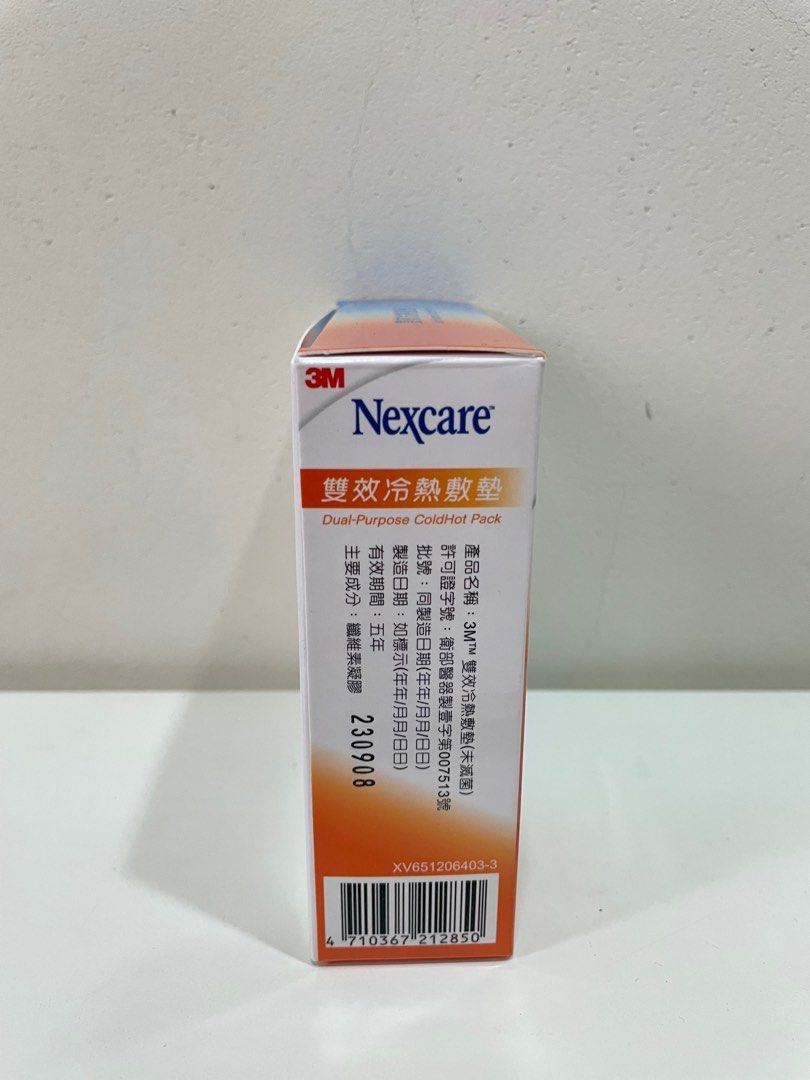 3M
Nexcare™
雙效冷熱敷墊
Dual-Purpose ColdHot Pack
產品名稱：3M™ 雙效冷熱敷墊(未滅菌)
許可證字號：衛部醫器製壹字第007513號
批號：同製造日期(年年/月月/日日)
製造日期：如標示(年年/月月/日日)
有效期間：五年
主要成分：纖維素凝膠
230908
XV651206403-3
4 710367 212850